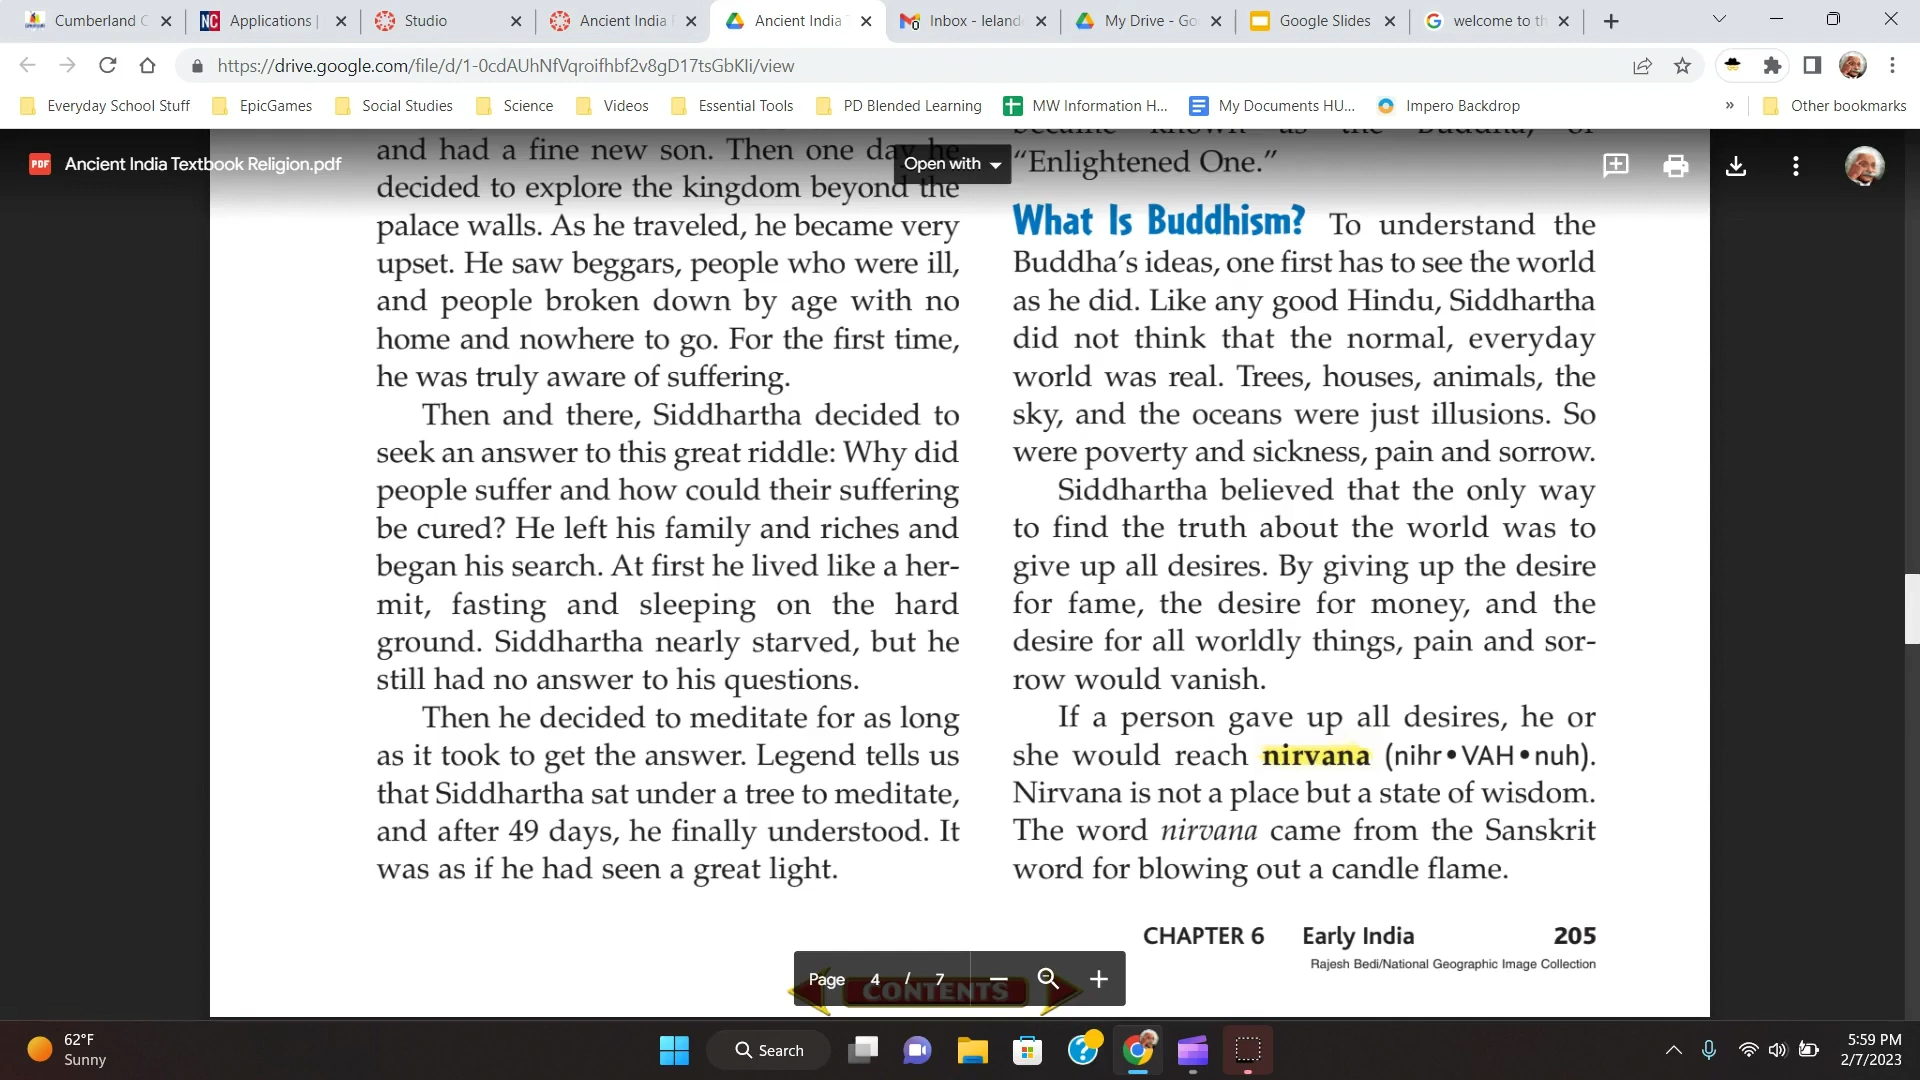 Cumberland C
Applications |
Studio
Ancient India
Ancient India
Inbox - leland
My Drive - Go
Google Slides
welcome to th
https://drive.google.com/file/d/1-0cdAUhNfVqroifhbf2v8gD17tsGbKli/view
Everyday School Stuff
EpicGames
Social Studies
Science
Videos
Essential Tools
PD Blended Learning
MW Information H...
My Documents HU...
Impero Backdrop
»
Other bookmarks
PDF
Ancient India Textbook Religion.pdf
Open with
and had a fine new son. Then one day he
decided to explore the kingdom beyond the
palace walls. As he traveled, he became very
upset. He saw beggars, people who were ill,
and people broken down by age with no
home and nowhere to go. For the first time,
he was truly aware of suffering.
Then and there, Siddhartha decided to
seek an answer to this great riddle: Why did
people suffer and how could their suffering
be cured? He left his family and riches and
began his search. At first he lived like a her-
mit, fasting and sleeping on the hard
ground. Siddhartha nearly starved, but he
still had no answer to his questions.
Then he decided to meditate for as long
as it took to get the answer. Legend tells us
that Siddhartha sat under a tree to meditate,
and after 49 days, he finally understood. It
was as if he had seen a great light.
became known as the Buddha, or
“Enlightened One.”
What Is Buddhism? To understand the
Buddha’s ideas, one first has to see the world
as he did. Like any good Hindu, Siddhartha
did not think that the normal, everyday
world was real. Trees, houses, animals, the
sky, and the oceans were just illusions. So
were poverty and sickness, pain and sorrow.
Siddhartha believed that the only way
to find the truth about the world was to
give up all desires. By giving up the desire
for fame, the desire for money, and the
desire for all worldly things, pain and sor-
row would vanish.
If a person gave up all desires, he or
she would reach nirvana (nihr•VAH•nuh).
Nirvana is not a place but a state of wisdom.
The word nirvana came from the Sanskrit
word for blowing out a candle flame.
CHAPTER 6 Early India 205
Rajesh Bedi/National Geographic Image Collection
Page 4 / 7
CONTENTS
62°F
Sunny
Search
5:59 PM
2/7/2023